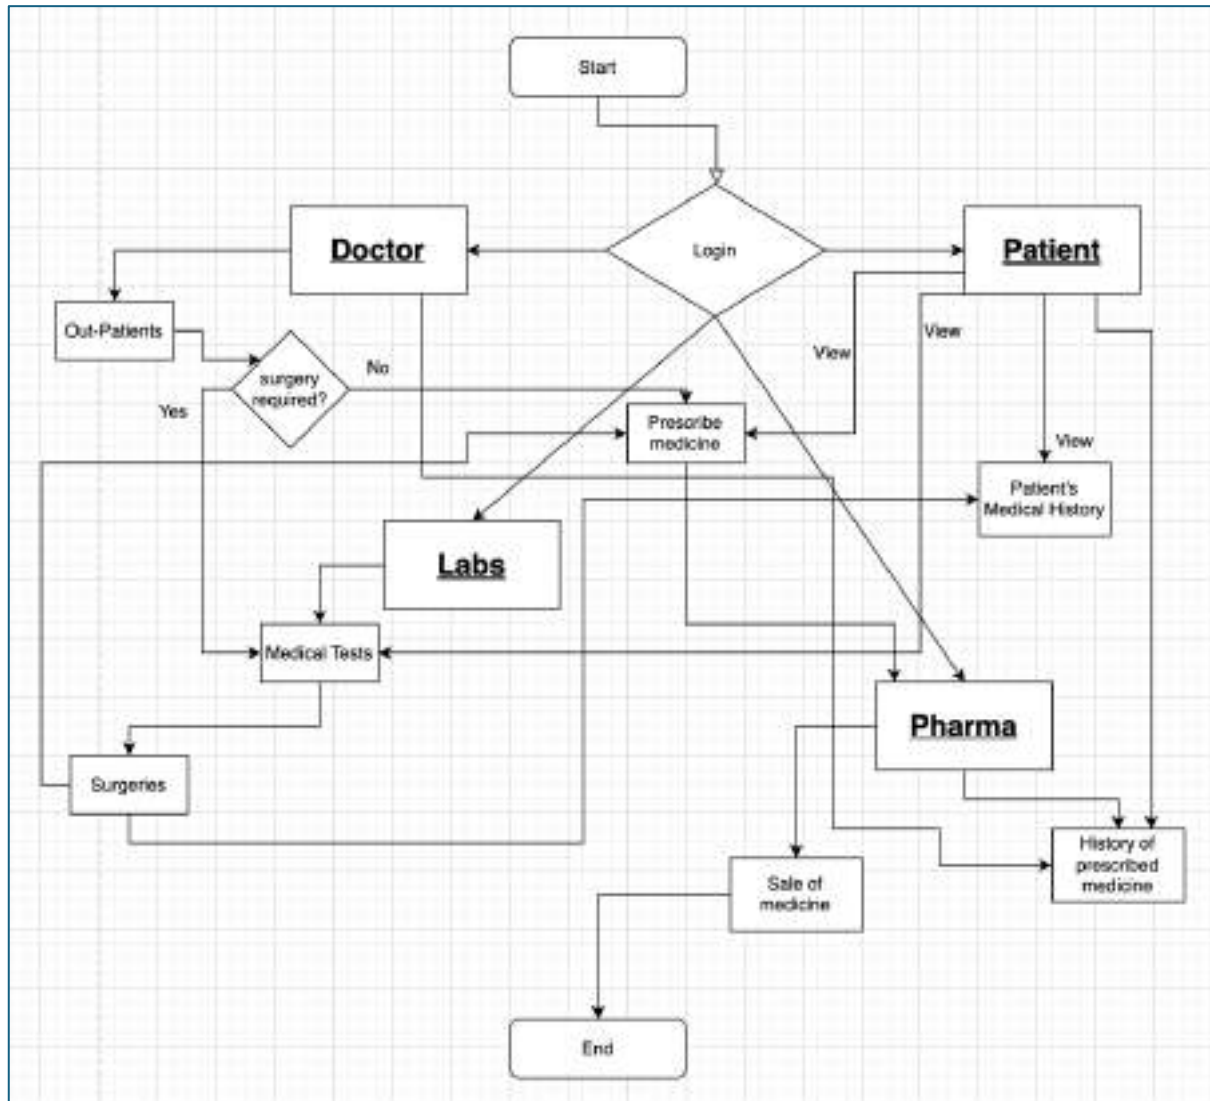 Start
Login
Doctor
Patient
Out-Patients
surgery
required?
No
Yes
View
View
View
Prescribe
medicine
Patient's
Medical History
Labs
Medical Tests
Pharma
Surgeries
Sale of
medicine
History of
prescribed
medicine
End